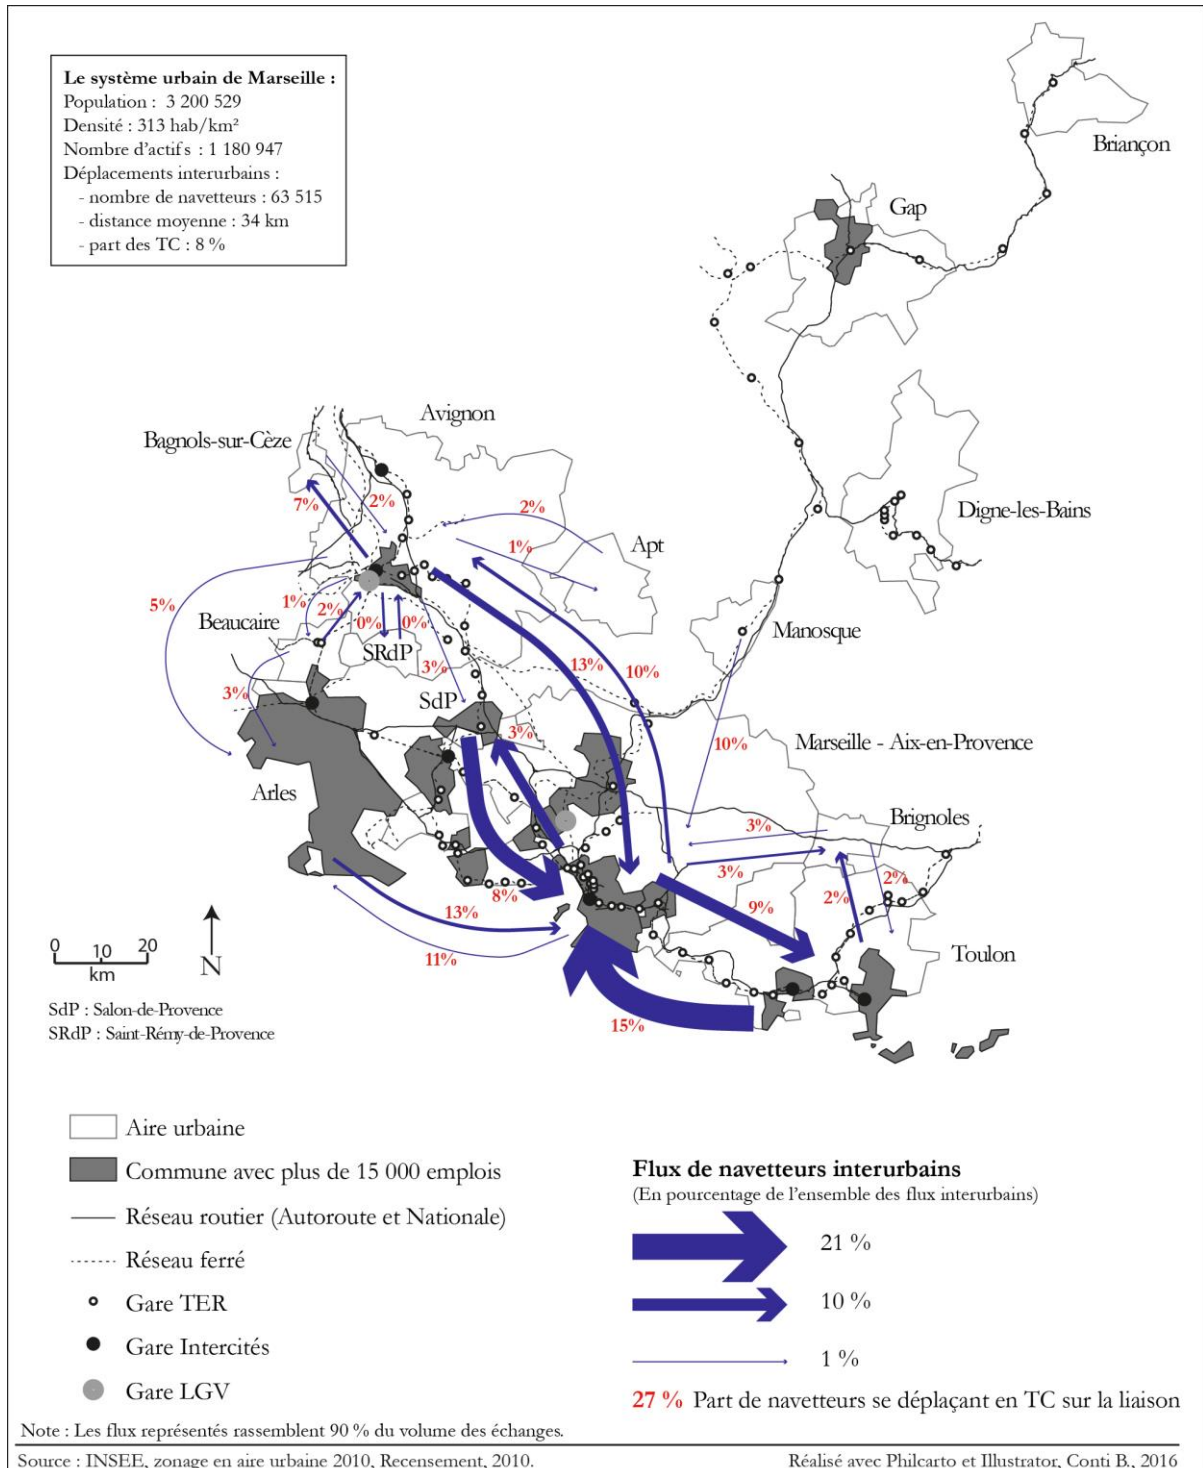 Le système urbain de Marseille :
Population : 3 200 529
Densité : 313 hab/km²
Nombre d'actifs : 1 180 947
Déplacements interurbains :
- nombre de navetteurs : 63 515
- distance moyenne : 34 km
- part des TC : 8 %
Briançon
Gap
Avignon
Bagnols-sur-Cèze
7%
2%
2%
Digne-les-Bains
1%
Apt
5%
1%
2%
Beaucaire
0%
0%
Manosque
SRdP
3%
13%
10%
3%
SdP
3%
10%
Marseille - Aix-en-Provence
Arles
Brignoles
3%
3%
8%
2%
2%
13%
9%
11%
Toulon
15%
0 10 20
km
N
SdP : Salon-de-Provence
SRdP : Saint-Rémy-de-Provence
Aire urbaine
Commune avec plus de 15 000 emplois
Réseau routier (Autoroute et Nationale)
Réseau ferré
Gare TER
Gare Intercités
Gare LGV
Flux de navetteurs interurbains
(En pourcentage de l'ensemble des flux interurbains)
21 %
10 %
1 %
27 % Part de navetteurs se déplaçant en TC sur la liaison
Note : Les flux représentés rassemblent 90 % du volume des échanges.
Source : INSEE, zonage en aire urbaine 2010, Recensement, 2010.
Réalisé avec Philcarto et Illustrator, Conti B., 2016